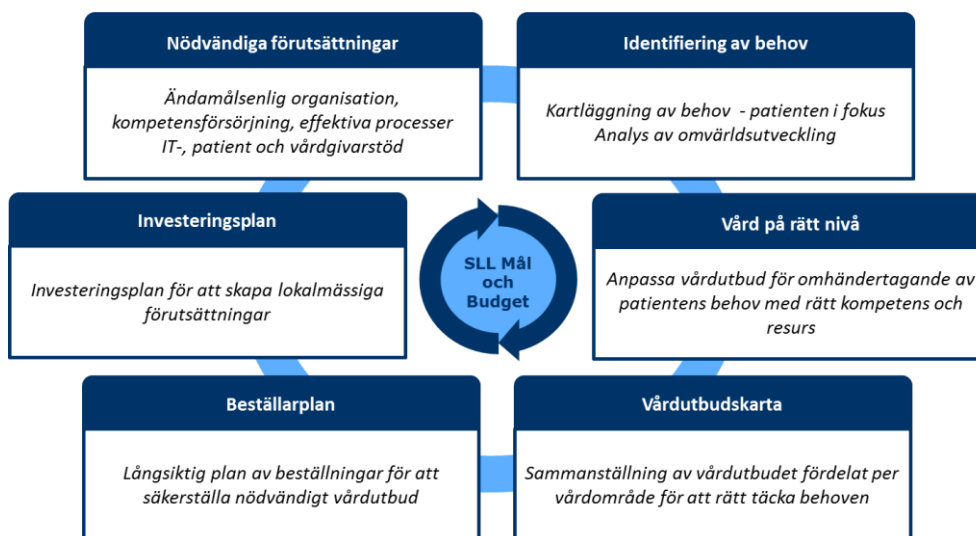 Nödvändiga förutsättningar
Ändamålsenlig organisation,
kompetensförsörjning, effektiva processer
IT-, patient och vårdgivarstöd
Identifiering av behov
Kartläggning av behov - patienten i fokus
Analys av omvärldsutveckling
Investeringsplan
Investeringsplan för att skapa lokalmässiga
förutsättningar
SLL Mål
och
Budget
Vård på rätt nivå
Anpassa vårdutbud för omhändertagande av
patientens behov med rätt kompetens och
resurs
Beställarplan
Långsiktig plan av beställningar för att
säkerställa nödvändigt vårdutbud
Vårdutbudskarta
Sammanställning av vårdutbudet fördelat per
vårdområde för att rätt täcka behoven